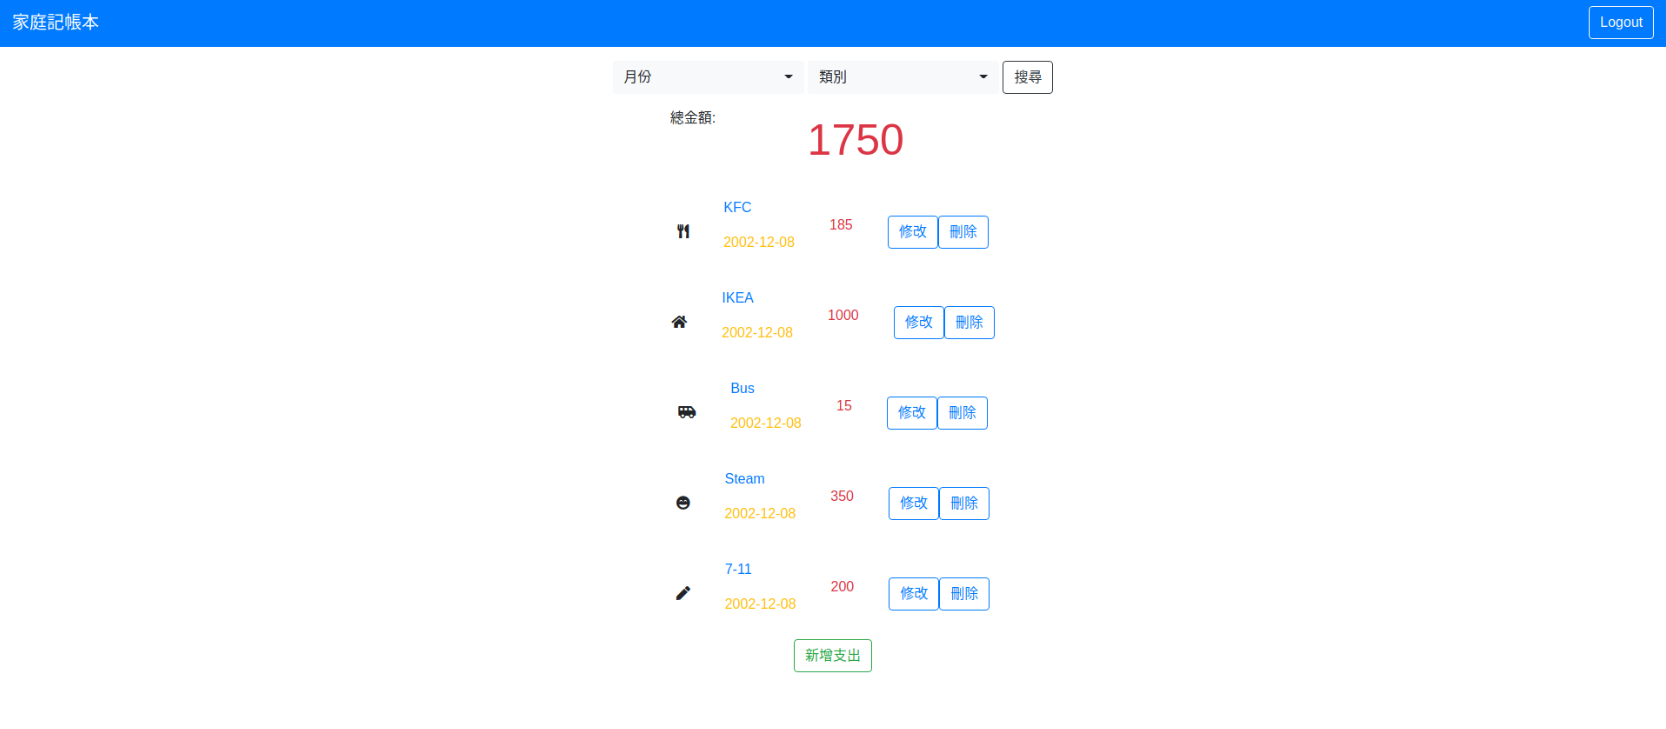 家庭記帳本 Logout
月份 類別 搜尋
總金額:
1750
KFC
185
修改 刪除
2002-12-08
IKEA
1000
修改 刪除
2002-12-08
Bus
15
修改 刪除
2002-12-08
Steam
350
修改 刪除
2002-12-08
7-11
200
修改 刪除
2002-12-08
新增支出